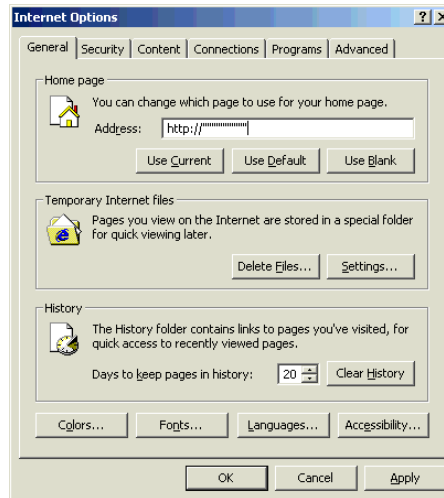 Internet Options
General Security Content Connections Programs Advanced
Home page
You can change which page to use for your home page.
Address: http://""""""""""""
Use Current Use Default Use Blank
Temporary Internet files
Pages you view on the Internet are stored in a special folder
for quick viewing later.
Delete Files... Settings...
History
The History folder contains links to pages you've visited, for
quick access to recently viewed pages.
Days to keep pages in history: 20 Clear History
Colors... Fonts... Languages... Accessibility...
OK Cancel Apply